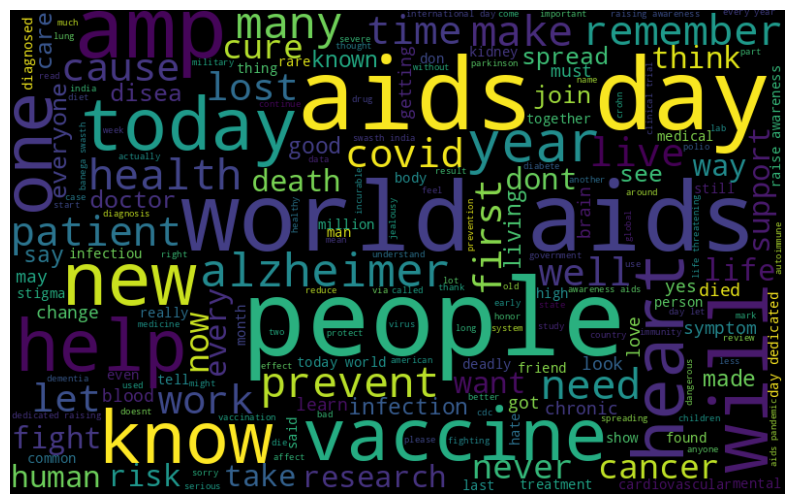 diagnosed
much
lung
care
amp
many
cure
rare
severe
thought
military
international day
come
important
raising awareness
every year
time
make
remember
without
parkinson
don
kidney
known
spread
think
part
name
cause
thing
getting
must
clinical trial
crohn
read
india
diet
disea
lost
aids day
join
together
drug
continue
everyone
one
week
banega swasth
today
good
covid
swasth india
year
medical
polio
lab
raise awareness
actually
data
result
live
way
health
death
body
diabete
dont
see
another
still
support
case
start
doctor
healthy
feel
incurable
jealousy
world aids
first
living
around
global
brain
life threatening
autoimmune
diagnosis
patient
million
man
mean
prevention
say
infectiou
right
understand
government
use
alzheimer
well
life
may
new
stigma
reduce
via
called
lot
thank
old
awareness aids
yes
died
change
really
every
now
month
two
protect
people
virus
long
early
honor
system
high
person
day let
immunity
mark
medicine
effect
today world
american
state
study
country
love
symptom
review
help
even
dementia
tell
might
prevent
deadly
friend
look
heart
dangerous
less
will
day dedicated
let
used
doesnt
blood
work
learn
infection
better
cdc
want
got
need
chronic
made
dedicated raising
vaccination
bad
hate
spreading
children
aids pandemic
fight
know
said
die
affect
please
fighting
vaccine
show
found
anyone
common
sorry
serious
human
risk
take
research
never
last
treatment
cancer
cardiovascular
mental